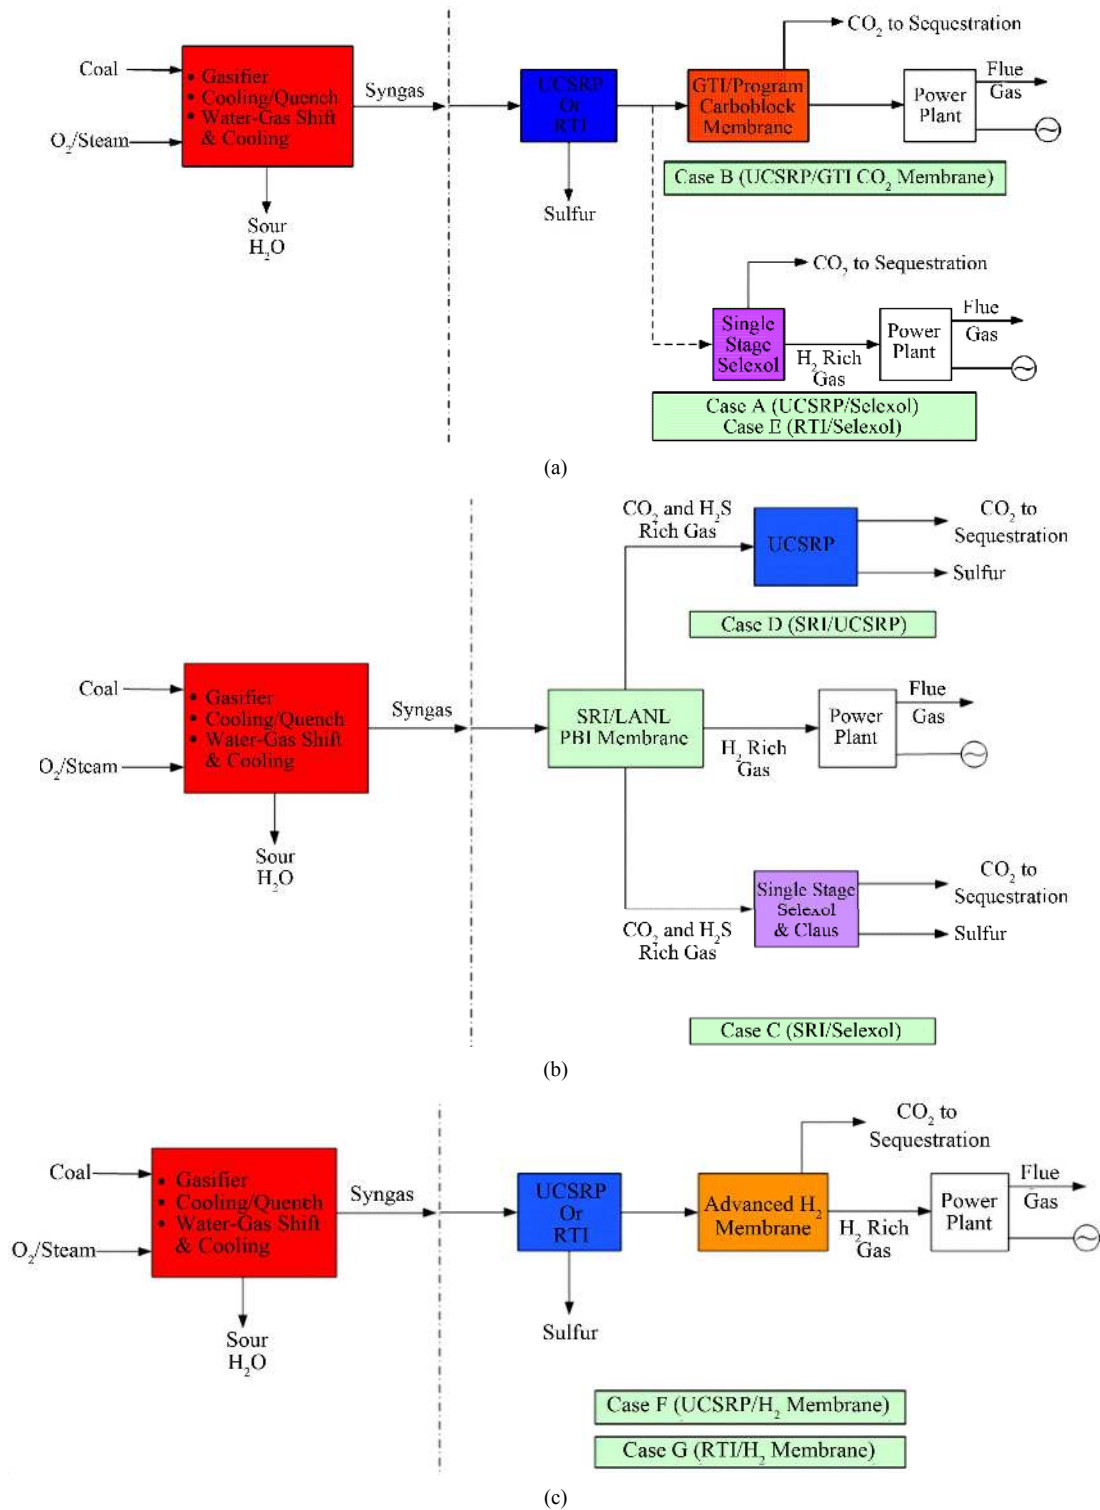 CO₂ to Sequestration
Coal
• Gasifier
• Cooling/Quench
• Water-Gas Shift
& Cooling
O₂/Steam
Syngas
UCSRP
Or
RTI
GTI/Program
Carboblock
Membrane
Power
Plant
Flue
Gas
Sour
H₂O
Sulfur
Case B (UCSRP/GTI CO₂ Membrane)
CO₂ to Sequestration
Single
Stage
Selexol
H₂ Rich
Gas
Power
Plant
Flue
Gas
Case A (UCSRP/Selexol)
Case E (RTI/Selexol)
(a)
CO₂ and H₂S
Rich Gas
UCSRP
CO₂ to
Sequestration
Sulfur
Case D (SRI/UCSRP)
Coal
• Gasifier
• Cooling/Quench
• Water-Gas Shift
& Cooling
O₂/Steam
Syngas
SRI/LANL
PBI Membrane
H₂ Rich
Gas
Power
Plant
Flue
Gas
Sour
H₂O
CO₂ and H₂S
Rich Gas
Single Stage
Selexol
& Claus
CO₂ to
Sequestration
Sulfur
Case C (SRI/Selexol)
(b)
CO₂ to
Sequestration
Coal
• Gasifier
• Cooling/Quench
• Water-Gas Shift
& Cooling
O₂/Steam
Syngas
UCSRP
Or
RTI
Advanced H₂
Membrane
H₂ Rich
Gas
Power
Plant
Flue
Gas
Sour
H₂O
Sulfur
Case F (UCSRP/H₂ Membrane)
Case G (RTI/H₂ Membrane)
(c)